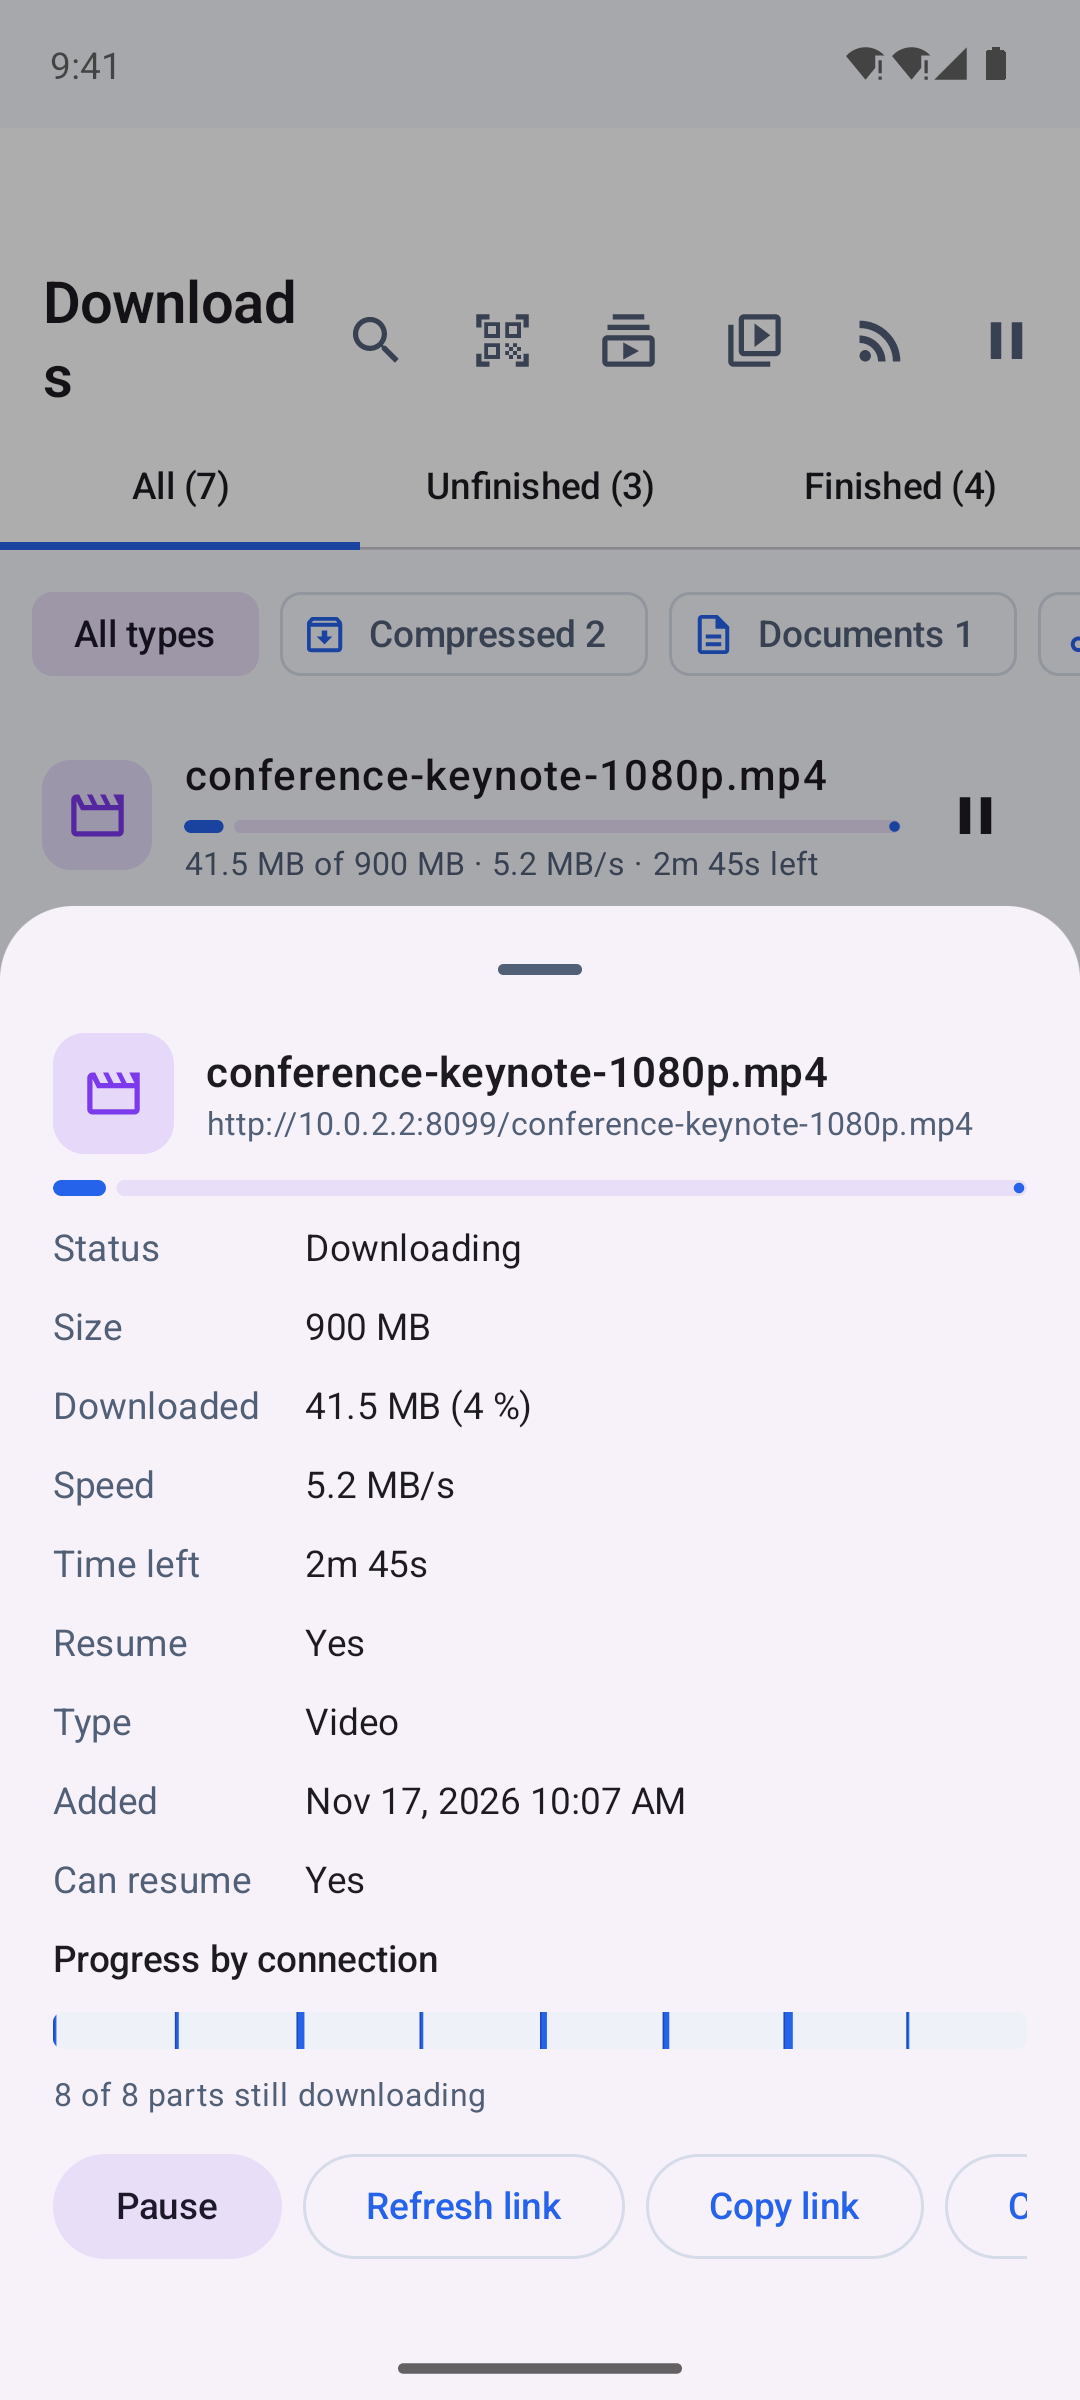 9:41
Download
s
All (7)
Unfinished (3)
Finished (4)
All types
Compressed 2
Documents 1
conference-keynote-1080p.mp4
41.5 MB of 900 MB · 5.2 MB/s · 2m 45s left
conference-keynote-1080p.mp4
http://10.0.2.2:8099/conference-keynote-1080p.mp4
Status Downloading
Size 900 MB
Downloaded 41.5 MB (4 %)
Speed 5.2 MB/s
Time left 2m 45s
Resume Yes
Type Video
Added Nov 17, 2026 10:07 AM
Can resume Yes
Progress by connection
8 of 8 parts still downloading
Pause
Refresh link
Copy link